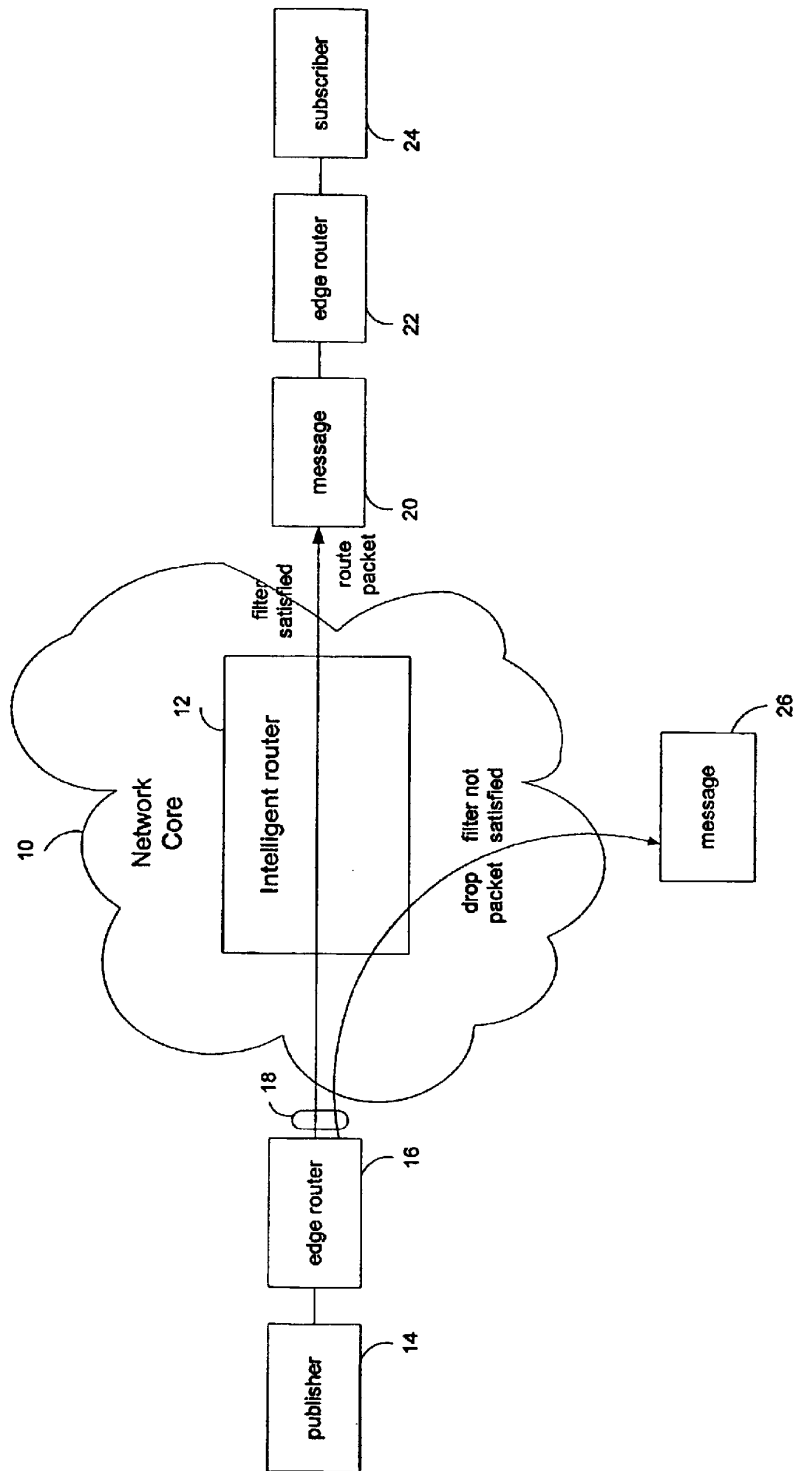 publisher
14
edge router
16
18
10
Network
Core
12
Intelligent router
filter
satisfied
route
packet
drop
packet
filter not
satisfied
message
26
message
20
edge router
22
subscriber
24